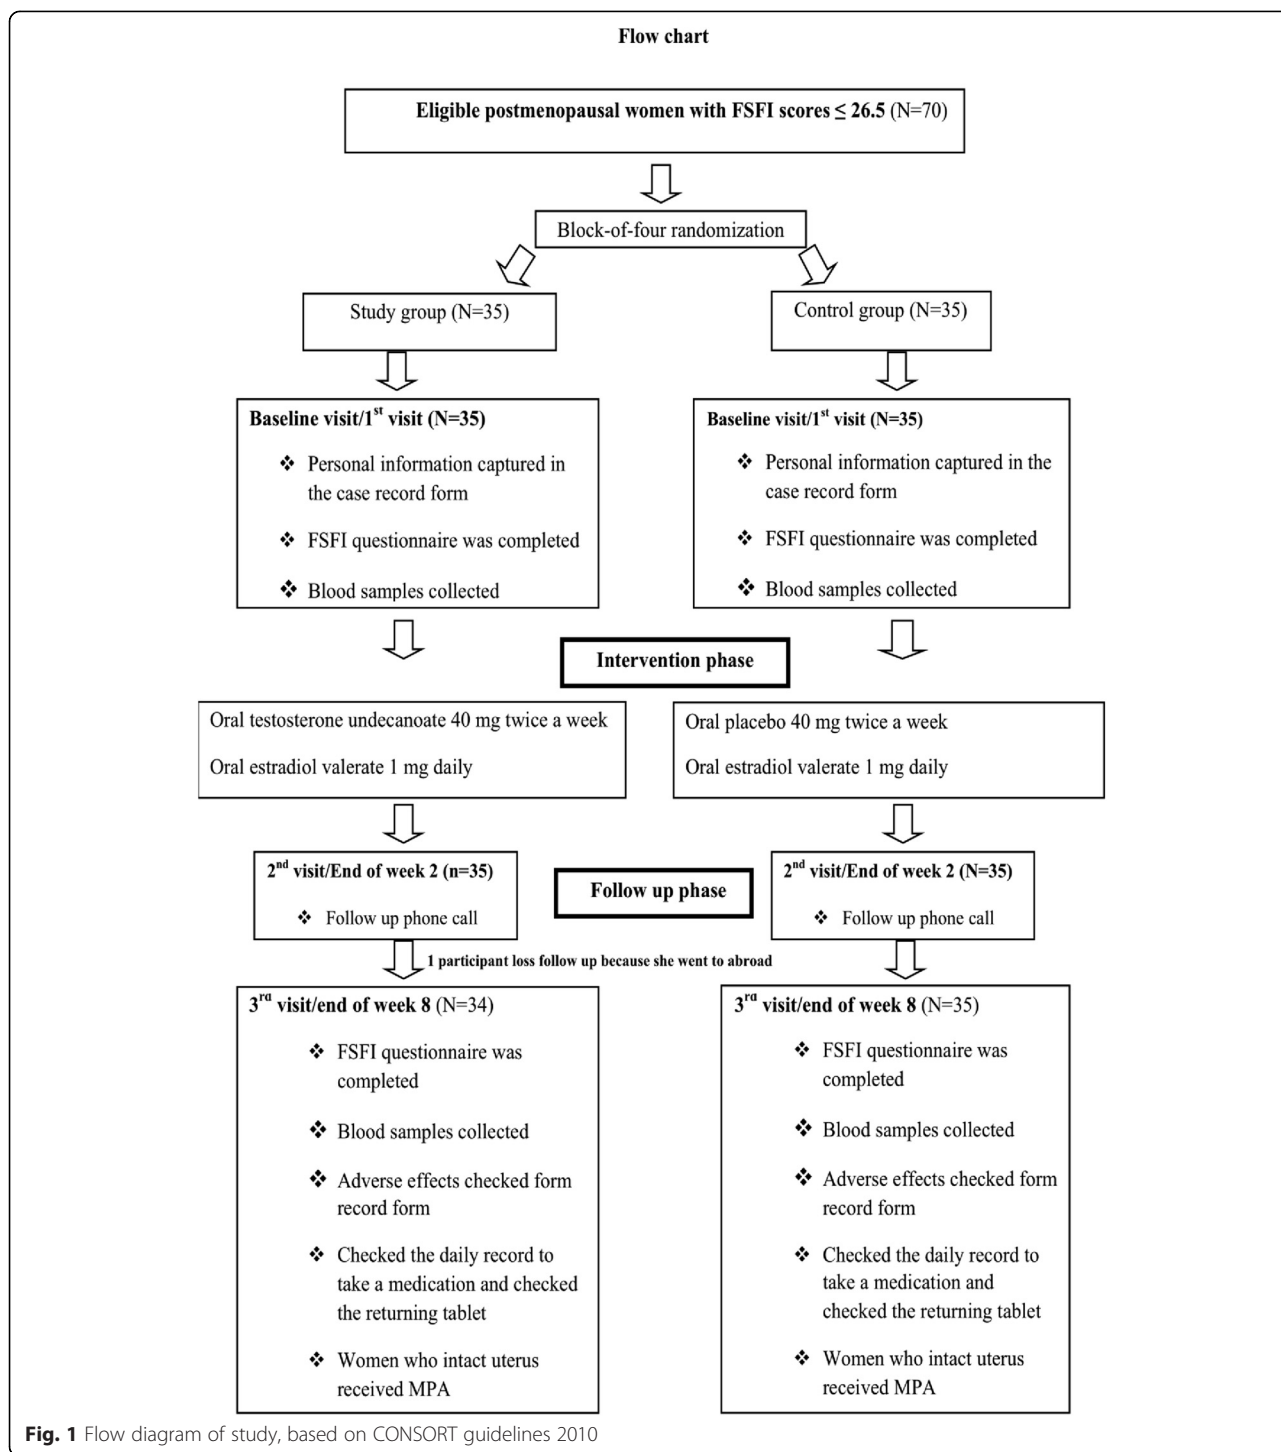 Flow chart
Eligible postmenopausal women with FSFI scores ≤ 26.5 (N=70)
Block-of-four randomization
Study group (N=35)
Control group (N=35)
Baseline visit/1st visit (N=35)
❖ Personal information captured in
the case record form
❖ FSFI questionnaire was completed
❖ Blood samples collected
Baseline visit/1st visit (N=35)
❖ Personal information captured in the
case record form
❖ FSFI questionnaire was completed
❖ Blood samples collected
Intervention phase
Oral testosterone undecanoate 40 mg twice a week
Oral estradiol valerate 1 mg daily
Oral placebo 40 mg twice a week
Oral estradiol valerate 1 mg daily
2nd visit/End of week 2 (n=35)
❖ Follow up phone call
Follow up phase
2nd visit/End of week 2 (N=35)
❖ Follow up phone call
1 participant loss follow up because she went to abroad
3rd visit/end of week 8 (N=34)
❖ FSFI questionnaire was
completed
❖ Blood samples collected
❖ Adverse effects checked form
record form
❖ Checked the daily record to
take a medication and checked
the returning tablet
❖ Women who intact uterus
received MPA
3rd visit/end of week 8 (N=35)
❖ FSFI questionnaire was
completed
❖ Blood samples collected
❖ Adverse effects checked form
record form
❖ Checked the daily record to
take a medication and
checked the returning tablet
❖ Women who intact uterus
received MPA
Fig. 1 Flow diagram of study, based on CONSORT guidelines 2010